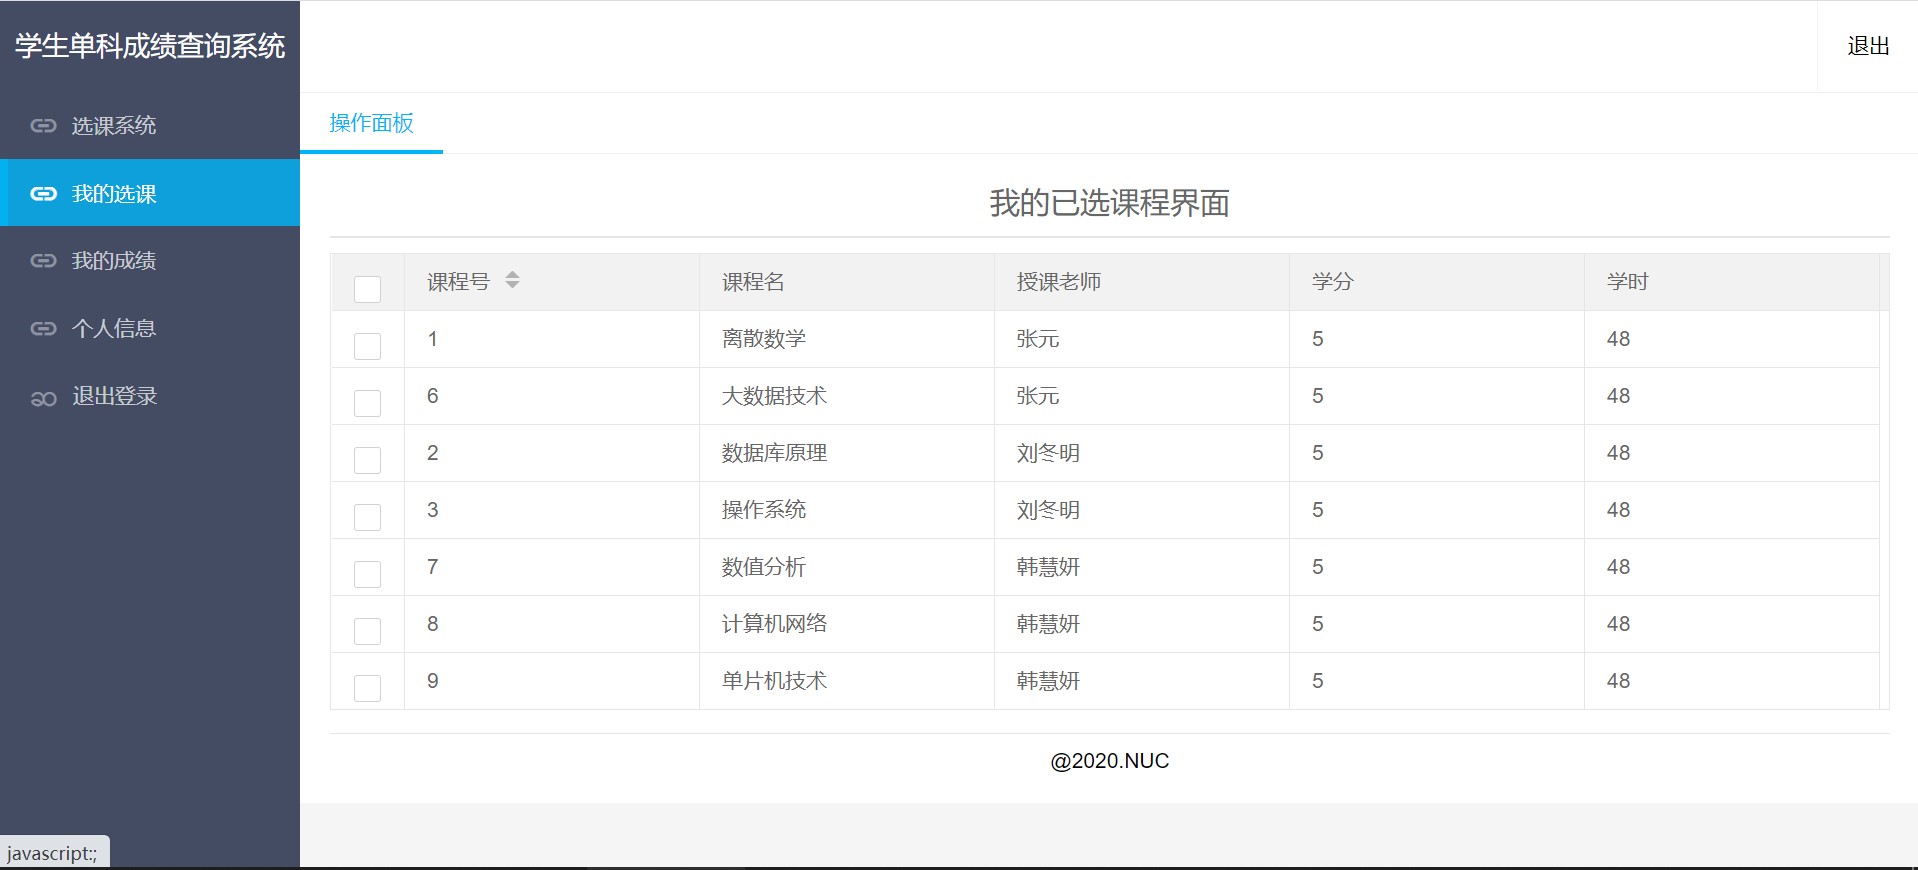 学生单科成绩查询系统
退出
选课系统
我的选课
我的成绩
个人信息
退出登录
操作面板
我的已选课程界面
课程号 课程名 授课老师 学分 学时
1 离散数学 张元 5 48
6 大数据技术 张元 5 48
2 数据库原理 刘冬明 5 48
3 操作系统 刘冬明 5 48
7 数值分析 韩慧妍 5 48
8 计算机网络 韩慧妍 5 48
9 单片机技术 韩慧妍 5 48
@2020.NUC
javascript:;